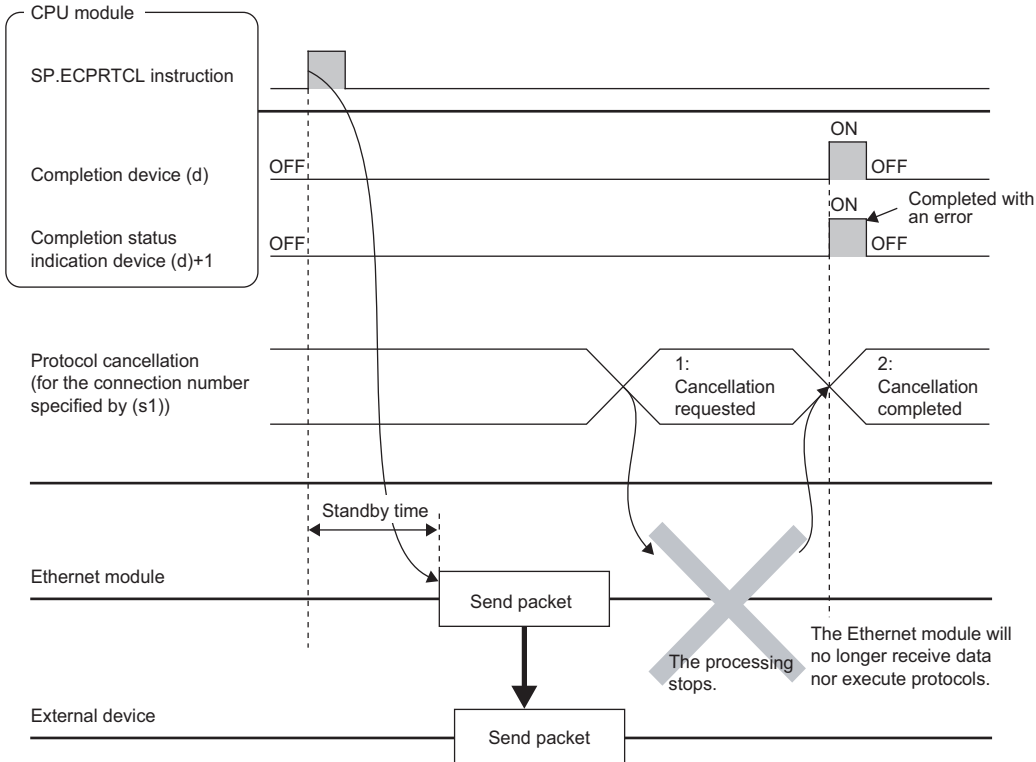 CPU module
SP.ECPRTCL instruction
ON
OFF
OFF
Completion device (d)
ON
Completed with
an error
OFF
OFF
Completion status
indication device (d)+1
Protocol cancellation
(for the connection number
specified by (s1))
1:
Cancellation
requested
2:
Cancellation
completed
Standby time
Ethernet module
Send packet
The processing
stops.
The Ethernet module will
no longer receive data
nor execute protocols.
External device
Send packet